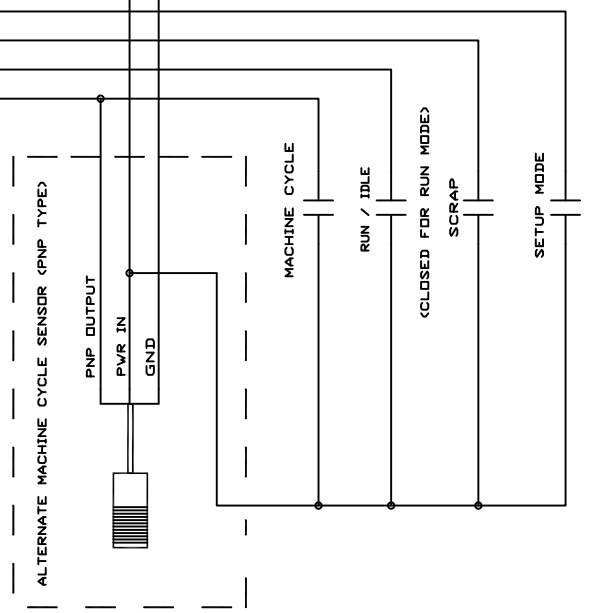 ALTERNATE MACHINE CYCLE SENSOR (PNP TYPE)
PNP OUTPUT
PWR IN
GND
MACHINE CYCLE
RUN / IDLE
(CLOSED FOR RUN MODE)
SCRAP
SETUP MODE